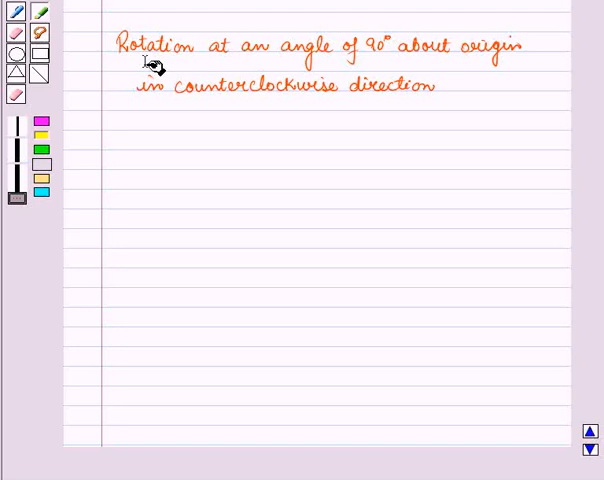 Rotation at an angle of 90° about origin
in counterclockwise direction